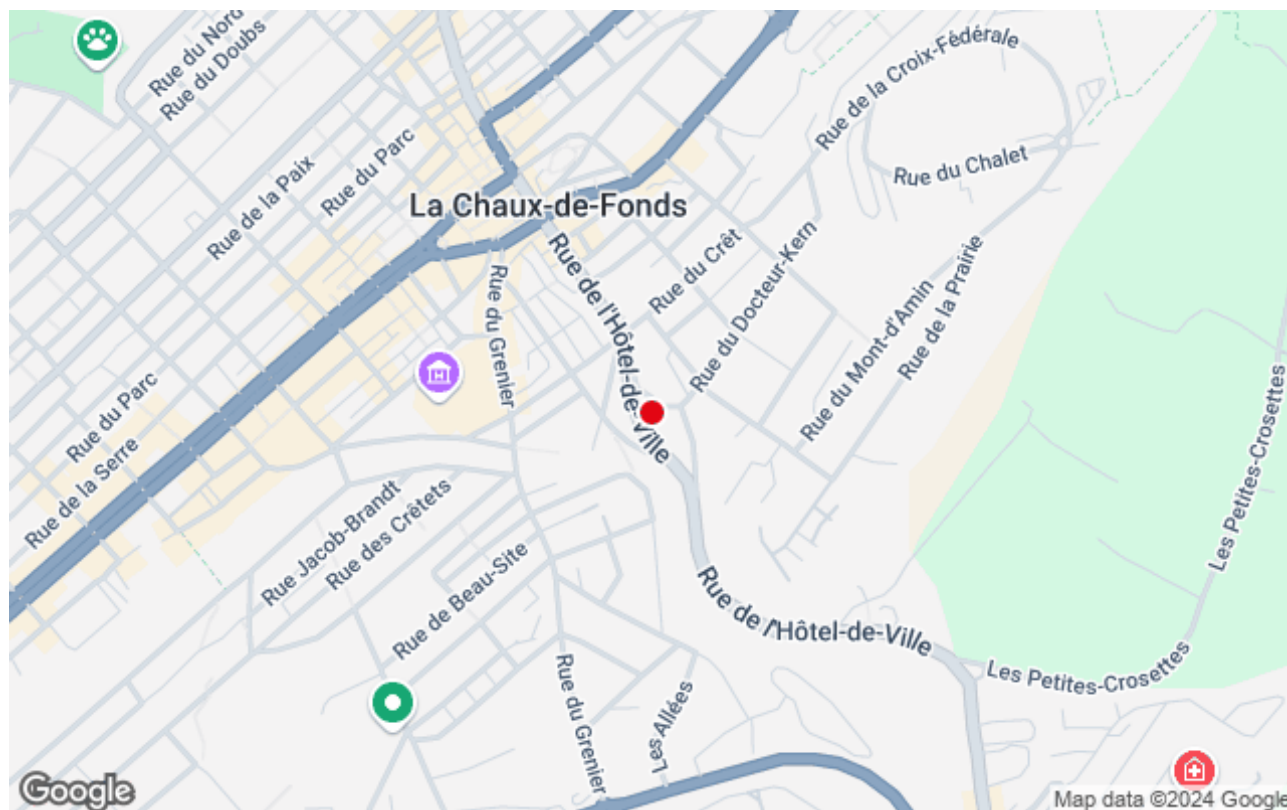 Rue du Nord
Rue du Doubs
Rue de la Croix-Fédérale
Rue du Parc
Rue de la Paix
Rue du Chalet
La Chaux-de-Fonds
Rue du Crêt
Rue de l'Hôtel-de-Ville
Rue du Docteur-Kern
Rue du Grenier
Rue du Mont-d'Amin
Rue de la Prairie
Rue du Parc
Rue de la Serre
Rue Jacob-Brandt
Rue des Crêtets
Les Petites-Crosettes
Rue de Beau-Site
Rue de l'Hôtel-de-Ville
Les Petites-Crosettes
Rue du Grenier
Les Allées
H
Google
Map data ©2024 Google